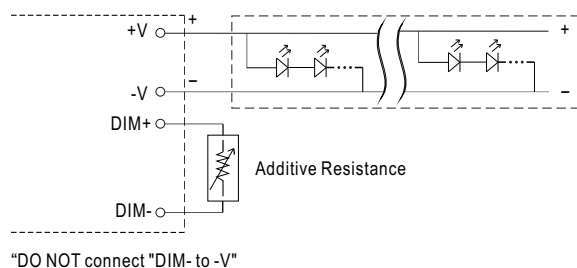 +
+V
+
−
-V
−
DIM+
Additive Resistance
DIM-
“DO NOT connect "DIM- to -V"